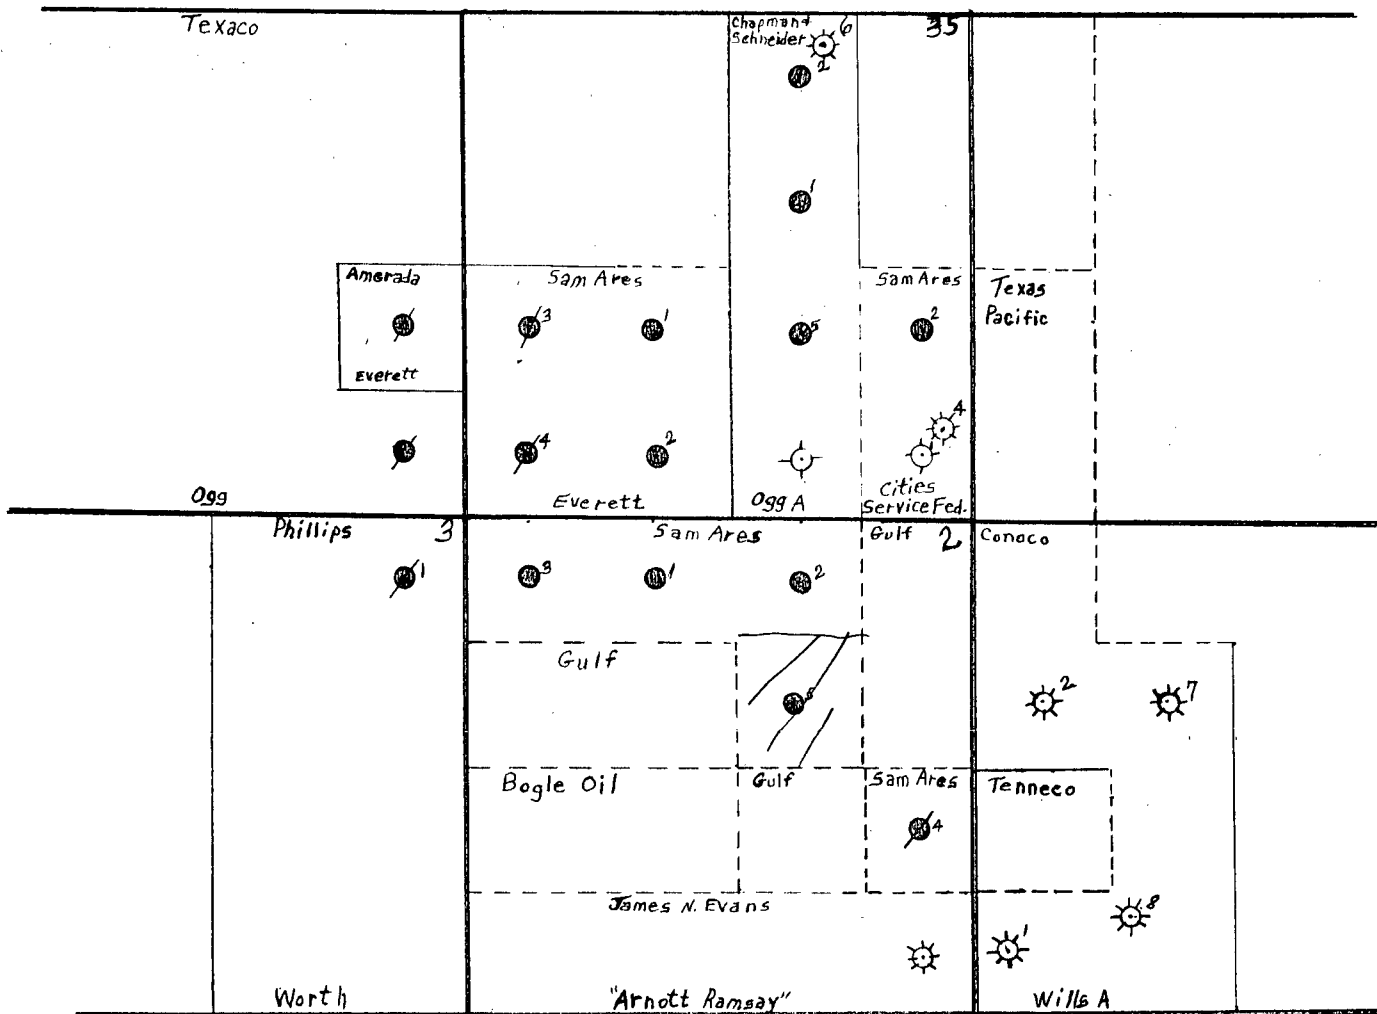 Texaco
Chapman &
Schneider
6
35
2
1
Amerada
Sam Ares
Sam Ares
Texas
Pacific
3
1
5
2
Everett
4
4
2
Ogg
Everett
Ogg A
Cities
Service Fed.
Phillips
3
Sam Ares
Gulf
2
Conoco
1
3
1
2
Gulf
5
2
7
Bogle Oil
Gulf
Sam Ares
Tenneco
4
James N. Evans
8
1
Worth
"Arnott Ramsay"
Wills A